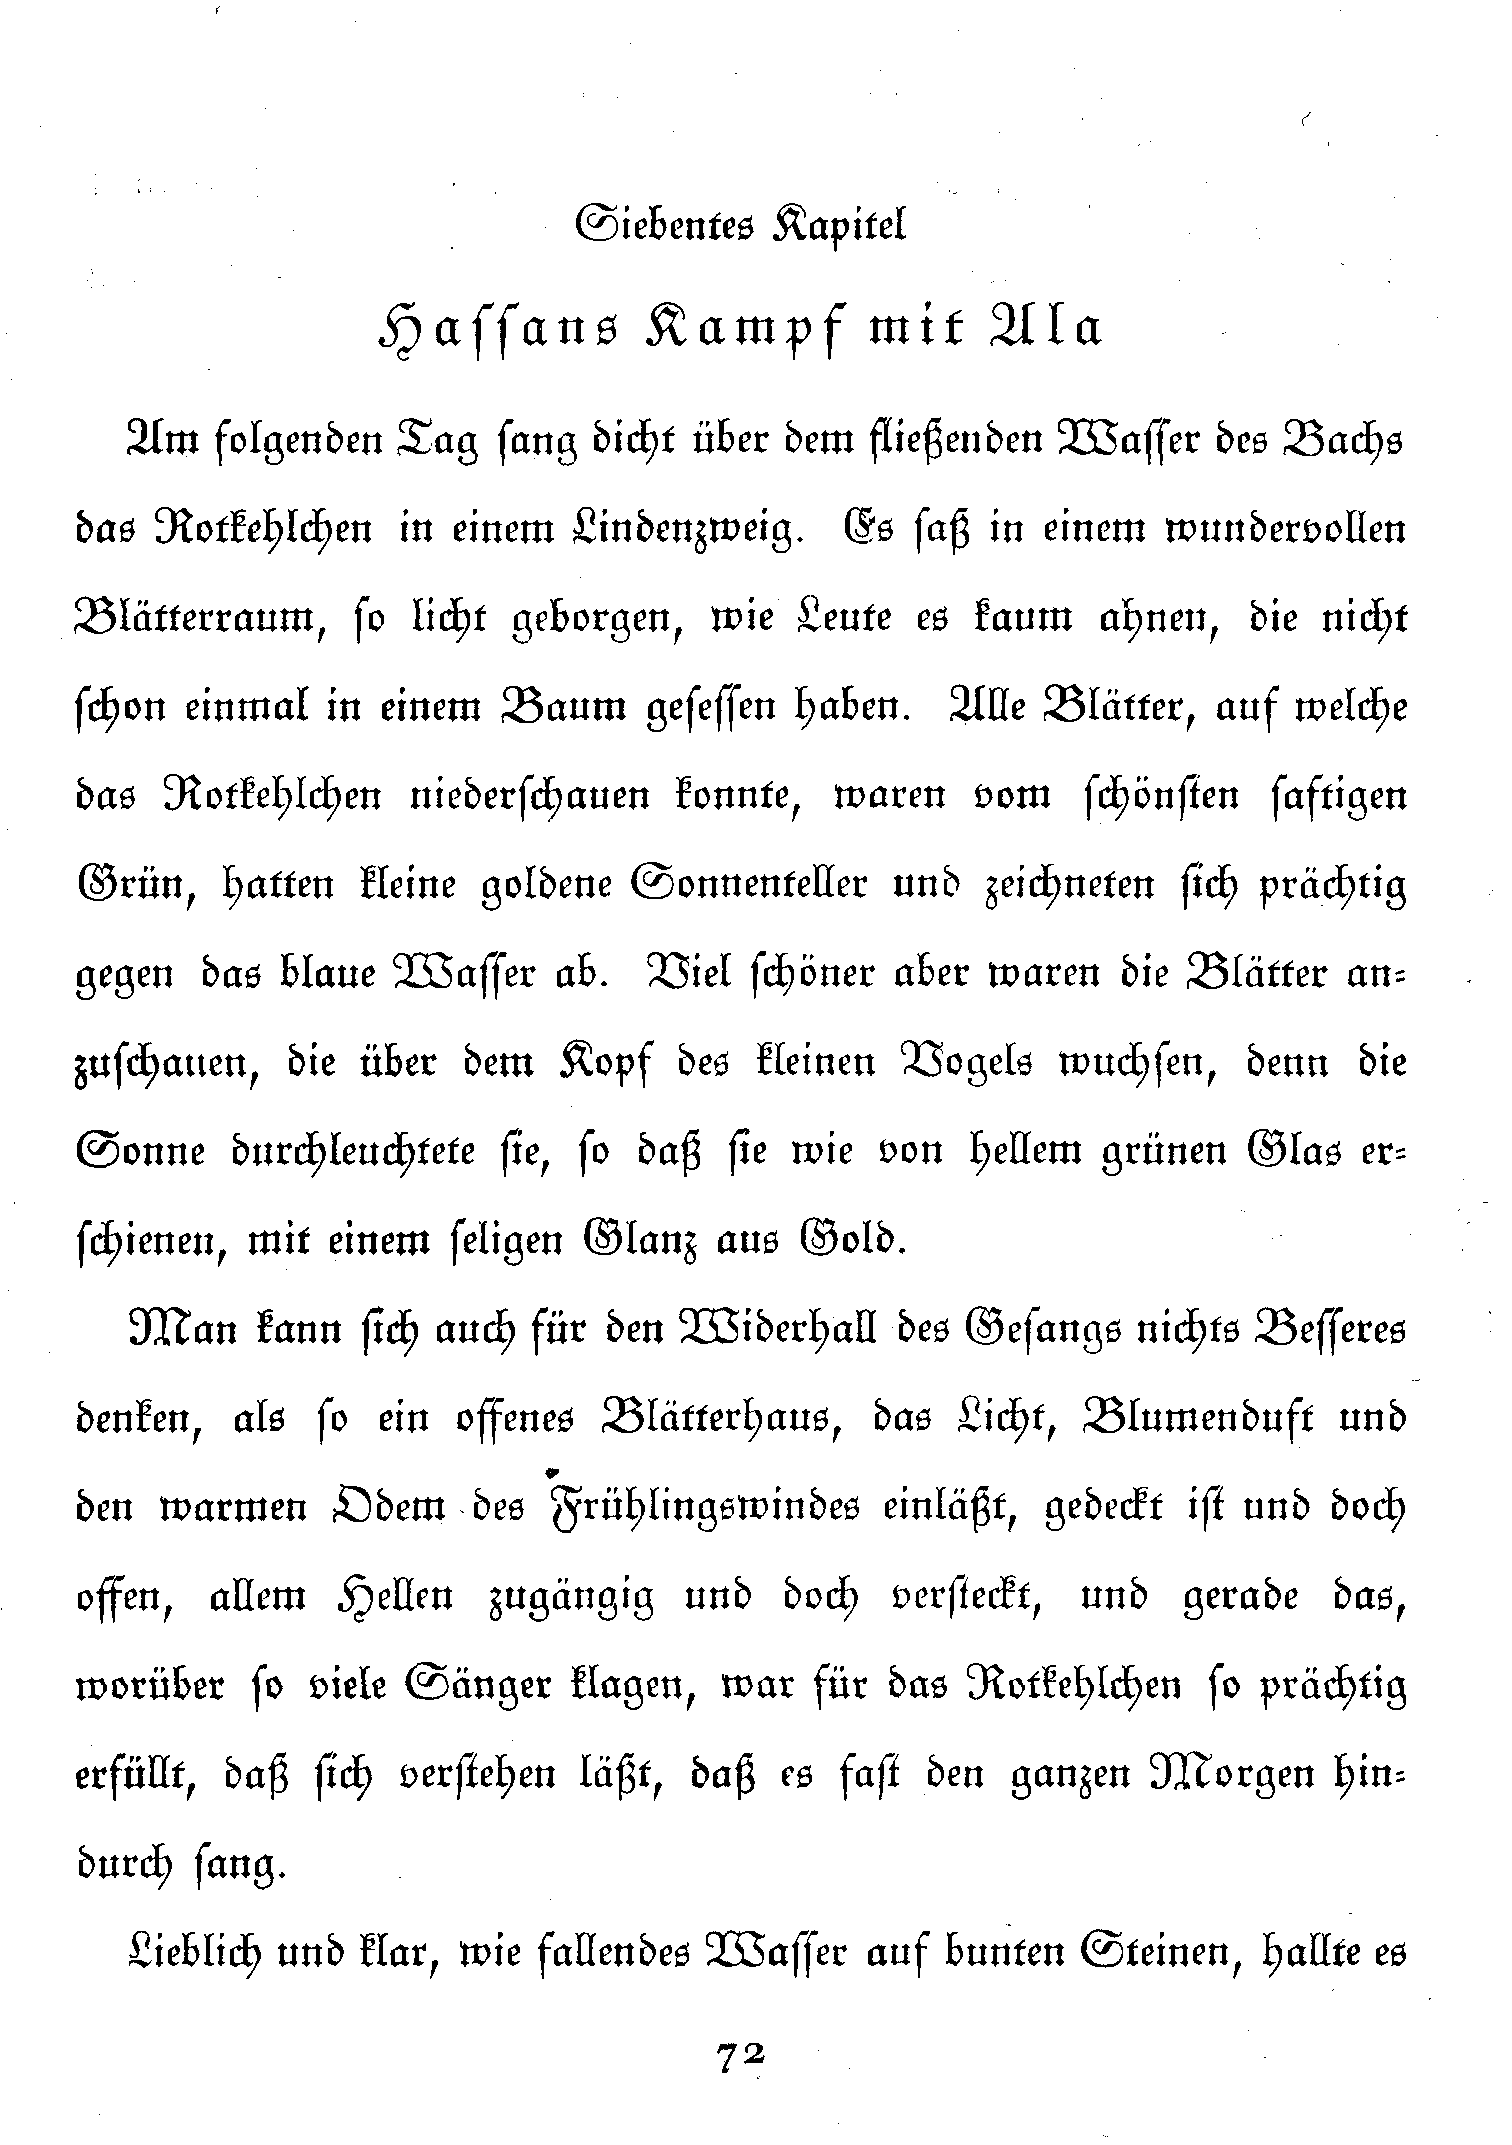 Siebentes Kapitel
Hassans Kampf mit Ala
Am folgenden Tag sang dicht über dem fließenden Wasser des Bachs
das Rotkehlchen in einem Lindenzweig. Es saß in einem wundervollen
Blätterraum, so licht geborgen, wie Leute es kaum ahnen, die nicht
schon einmal in einem Baum gesessen haben. Alle Blätter, auf welche
das Rotkehlchen niederschauen konnte, waren vom schönsten saftigen
Grün, hatten kleine goldene Sonnenteller und zeichneten sich prächtig
gegen das blaue Wasser ab. Viel schöner aber waren die Blätter an-
zuschauen, die über dem Kopf des kleinen Vogels wuchsen, denn die
Sonne durchleuchtete sie, so daß sie wie von hellem grünen Glas er-
schienen, mit einem seligen Glanz aus Gold.
Man kann sich auch für den Widerhall des Gesangs nichts Besseres
denken, als so ein offenes Blätterhaus, das Licht, Blumenduft und
den warmen Odem des Frühlingswindes einläßt, gedeckt ist und doch
offen, allem Hellen zugängig und doch versteckt, und gerade das,
worüber so viele Sänger klagen, war für das Rotkehlchen so prächtig
erfüllt, daß sich verstehen läßt, daß es fast den ganzen Morgen hin-
durch sang.
Lieblich und klar, wie fallendes Wasser auf bunten Steinen, hallte es
72